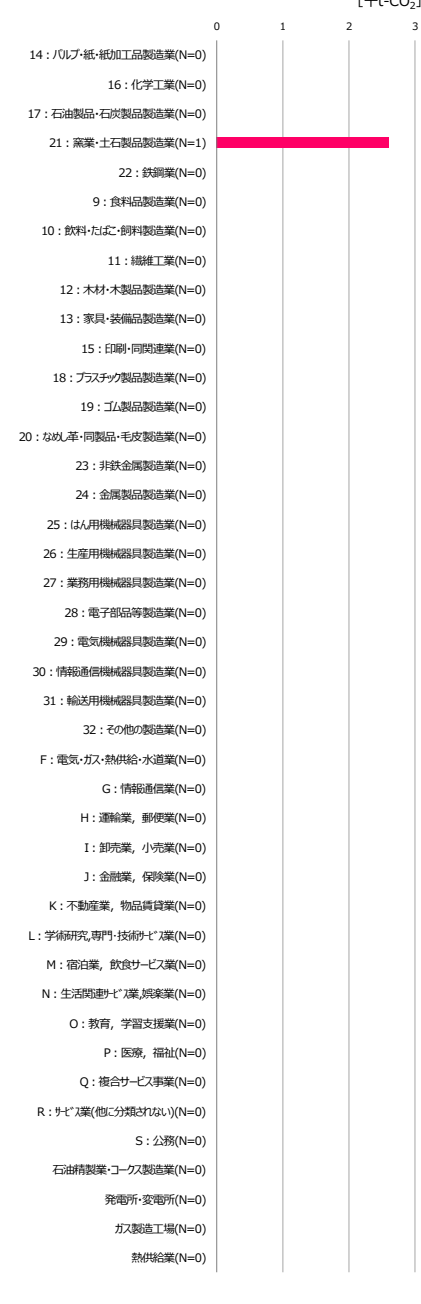 [千t-CO2]
0 1 2 3
14：パルプ・紙・紙加工品製造業(N=0)
16：化学工業(N=0)
17：石油製品・石炭製品製造業(N=0)
21：窯業・土石製品製造業(N=1)
22：鉄鋼業(N=0)
9：食料品製造業(N=0)
10：飲料・たばこ・飼料製造業(N=0)
11：繊維工業(N=0)
12：木材・木製品製造業(N=0)
13：家具・装備品製造業(N=0)
15：印刷・同関連業(N=0)
18：プラスチック製品製造業(N=0)
19：ゴム製品製造業(N=0)
20：なめし革・同製品・毛皮製造業(N=0)
23：非鉄金属製造業(N=0)
24：金属製品製造業(N=0)
25：はん用機械器具製造業(N=0)
26：生産用機械器具製造業(N=0)
27：業務用機械器具製造業(N=0)
28：電子部品等製造業(N=0)
29：電気機械器具製造業(N=0)
30：情報通信機械器具製造業(N=0)
31：輸送用機械器具製造業(N=0)
32：その他の製造業(N=0)
F：電気・ガス・熱供給・水道業(N=0)
G：情報通信業(N=0)
H：運輸業，郵便業(N=0)
I：卸売業，小売業(N=0)
J：金融業，保険業(N=0)
K：不動産業，物品賃貸業(N=0)
L：学術研究,専門・技術サービス業(N=0)
M：宿泊業，飲食サービス業(N=0)
N：生活関連サービス業,娯楽業(N=0)
O：教育，学習支援業(N=0)
P：医療，福祉(N=0)
Q：複合サービス事業(N=0)
R：サービス業(他に分類されない)(N=0)
S：公務(N=0)
石油精製業・コークス製造業(N=0)
発電所・変電所(N=0)
ガス製造工場(N=0)
熱供給業(N=0)